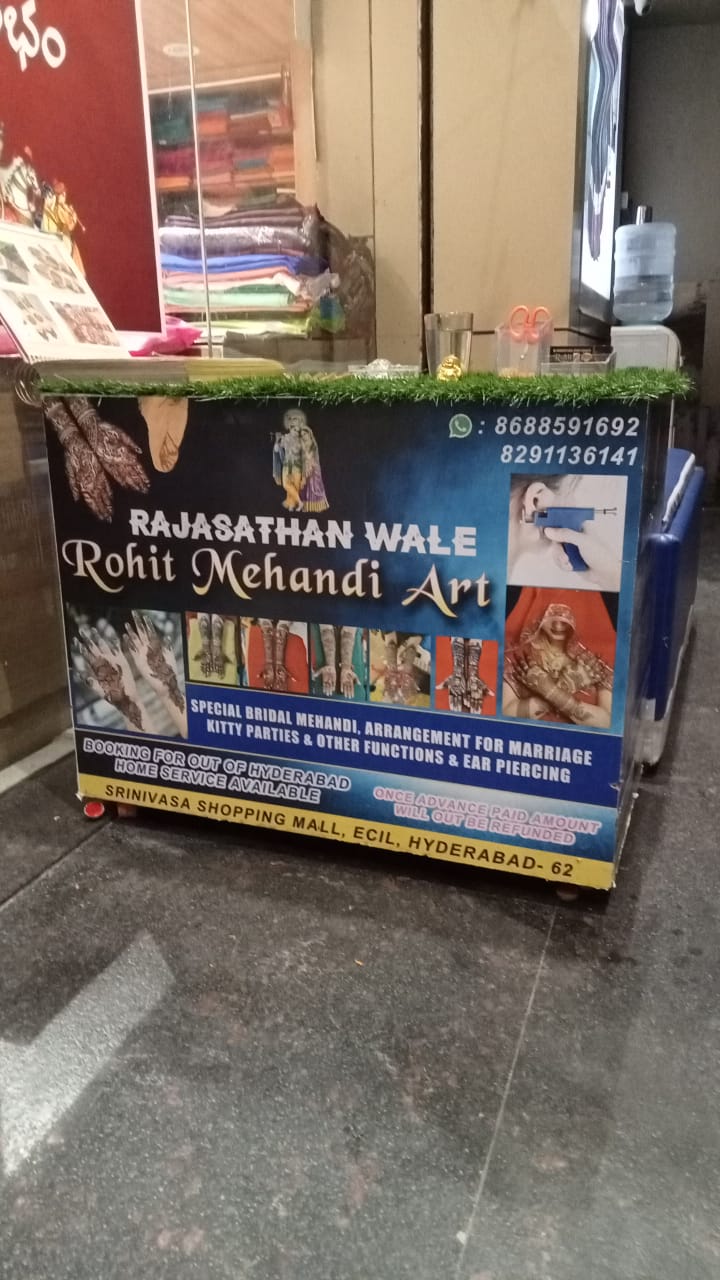 భం
: 8688591692
8291136141
RAJASATHAN WALE
Rohit Mehandi Art
SPECIAL BRIDAL MEHANDI, ARRANGEMENT FOR MARRIAGE
KITTY PARTIES & OTHER FUNCTIONS & EAR PIERCING
BOOKING FOR OUT OF HYDERABAD
HOME SERVICE AVAILABLE
ONCE ADVANCE PAID AMOUNT
WILL OUT BE REFUNDED
SRINIVASA SHOPPING MALL, ECIL, HYDERABAD- 62